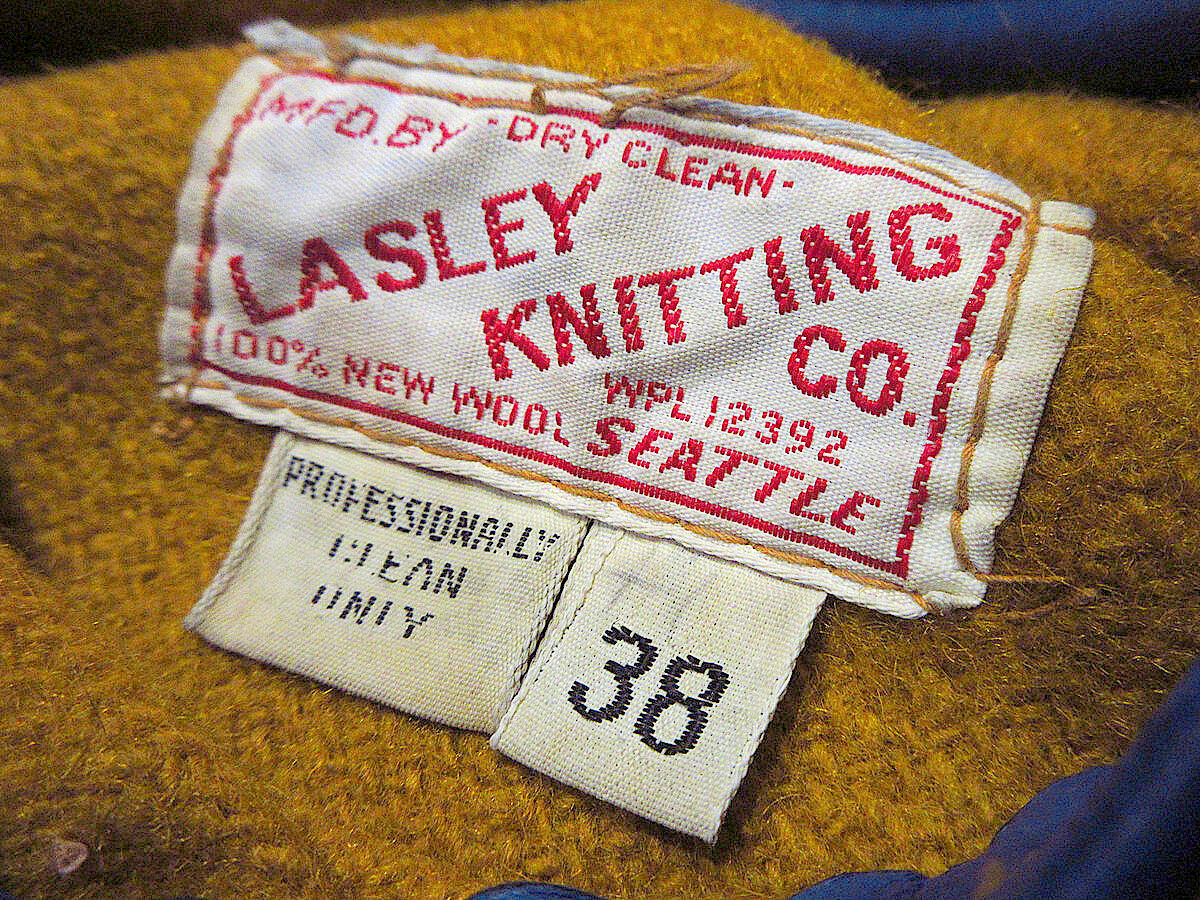 MFD. BY -DRY CLEAN-
LASLEY
KNITTING
CO.
100% NEW WOOL WPL 12392
SEATTLE
PROFESSIONALLY
CLEAN
ONLY
38